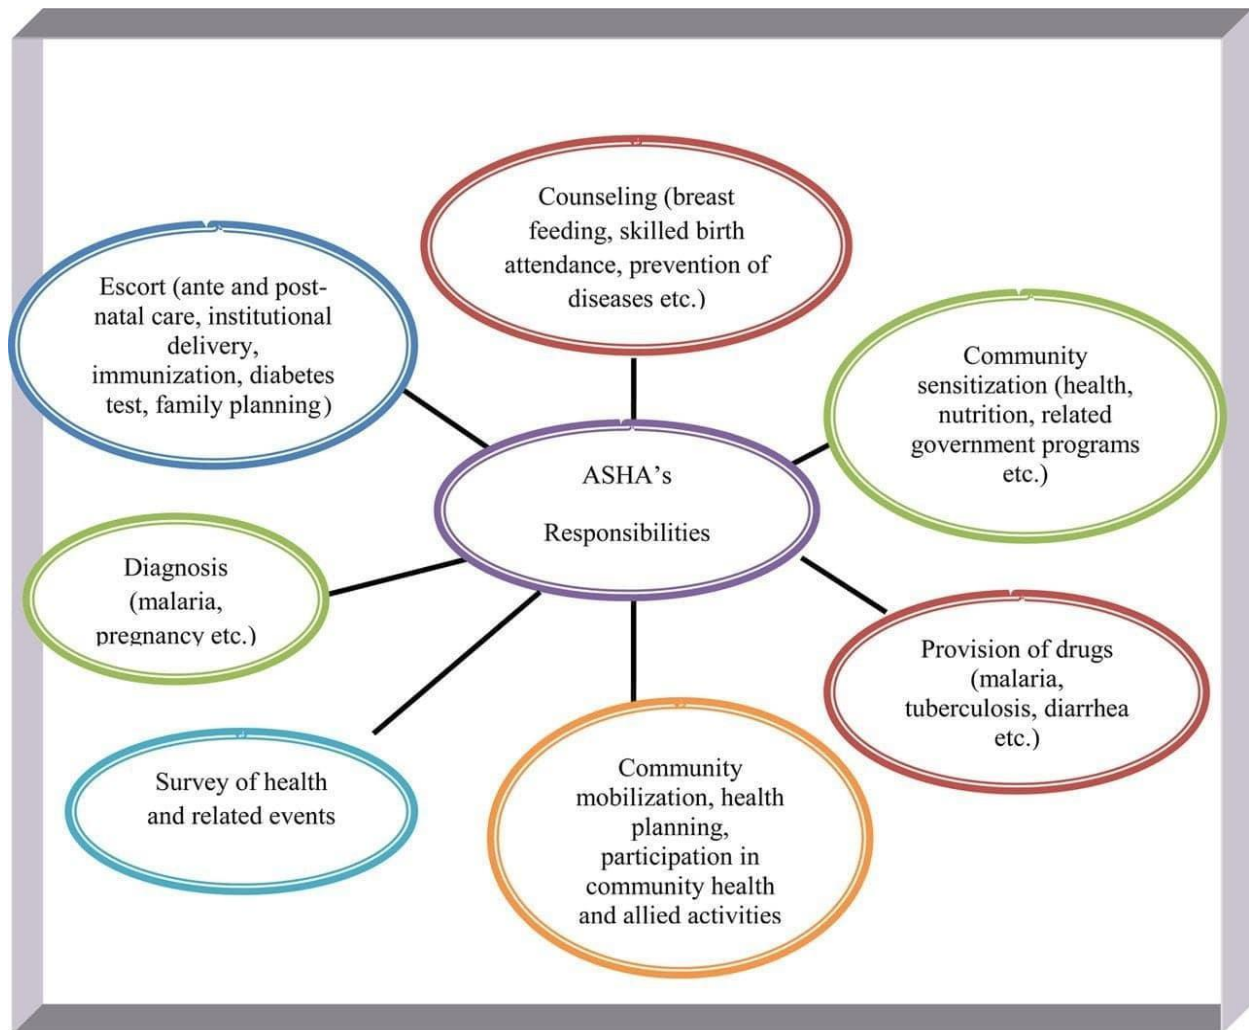 Counseling (breast
feeding, skilled birth
attendance, prevention of
diseases etc.)
Escort (ante and post-
natal care, institutional
delivery,
immunization, diabetes
test, family planning)
Community
sensitization (health,
nutrition, related
government programs
etc.)
ASHA's
Responsibilities
Diagnosis
(malaria,
pregnancy etc.)
Provision of drugs
(malaria,
tuberculosis, diarrhea
etc.)
Survey of health
and related events
Community
mobilization, health
planning,
participation in
community health
and allied activities